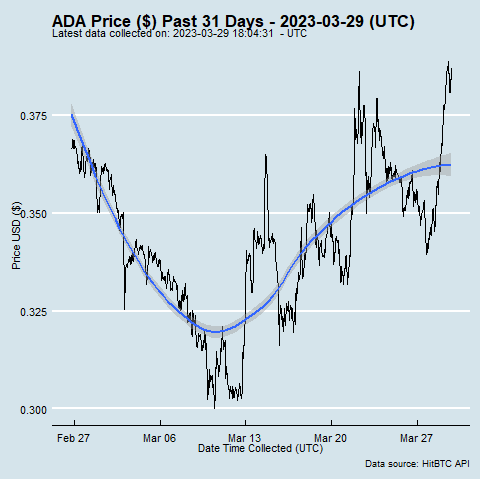 ADA Price ($) Past 31 Days - 2023-03-29 (UTC)
Latest data collected on: 2023-03-29 18:04:31 - UTC
0.375
0.350
0.325
0.300
Price USD ($)
Feb 27 Mar 06 Mar 13 Mar 20 Mar 27
Date Time Collected (UTC)
Data source: HitBTC API